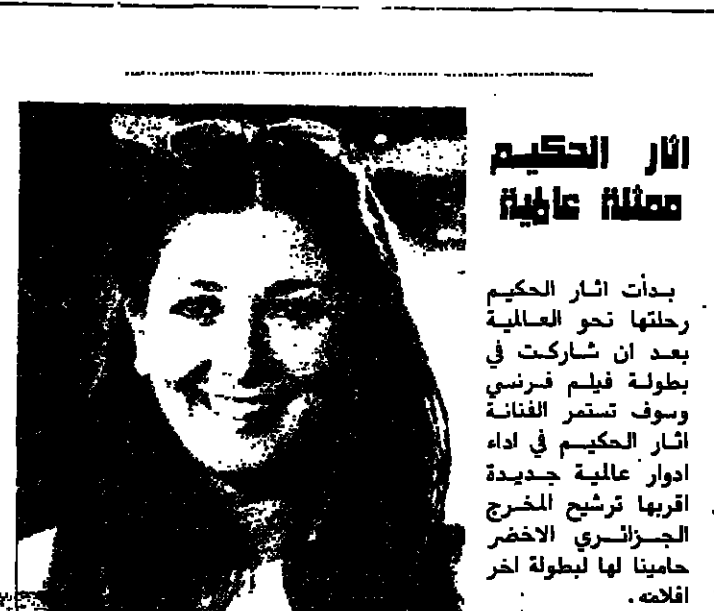 اثار الحكيم
ممثلة عالمية
بدأت اثار الحكيم
رحلتها نحو العالمية
بعد ان شاركت في
بطولة فيلم فرنسي
وسوف تستمر الفنانة
اثار الحكيم في اداء
ادوار عالمية جديدة
اقربها ترشيح المخرج
الجزائري الاخضر
حامينا لها لبطولة اخر
افلامه .